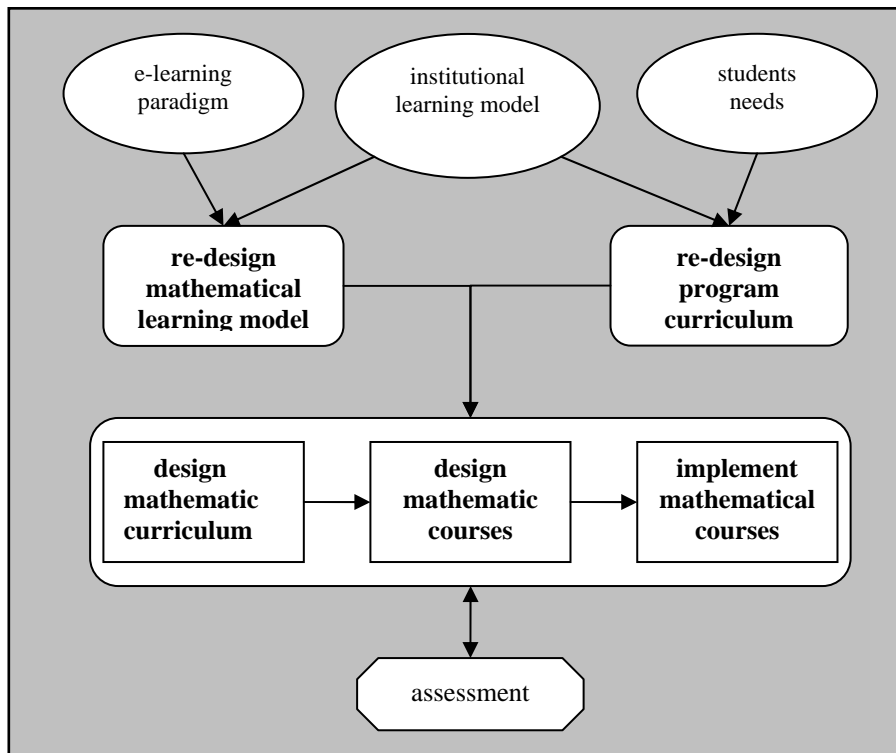 e-learning
paradigm
institutional
learning model
students
needs
re-design
mathematical
learning model
re-design
program
curriculum
design
mathematic
curriculum
design
mathematic
courses
implement
mathematical
courses
assessment